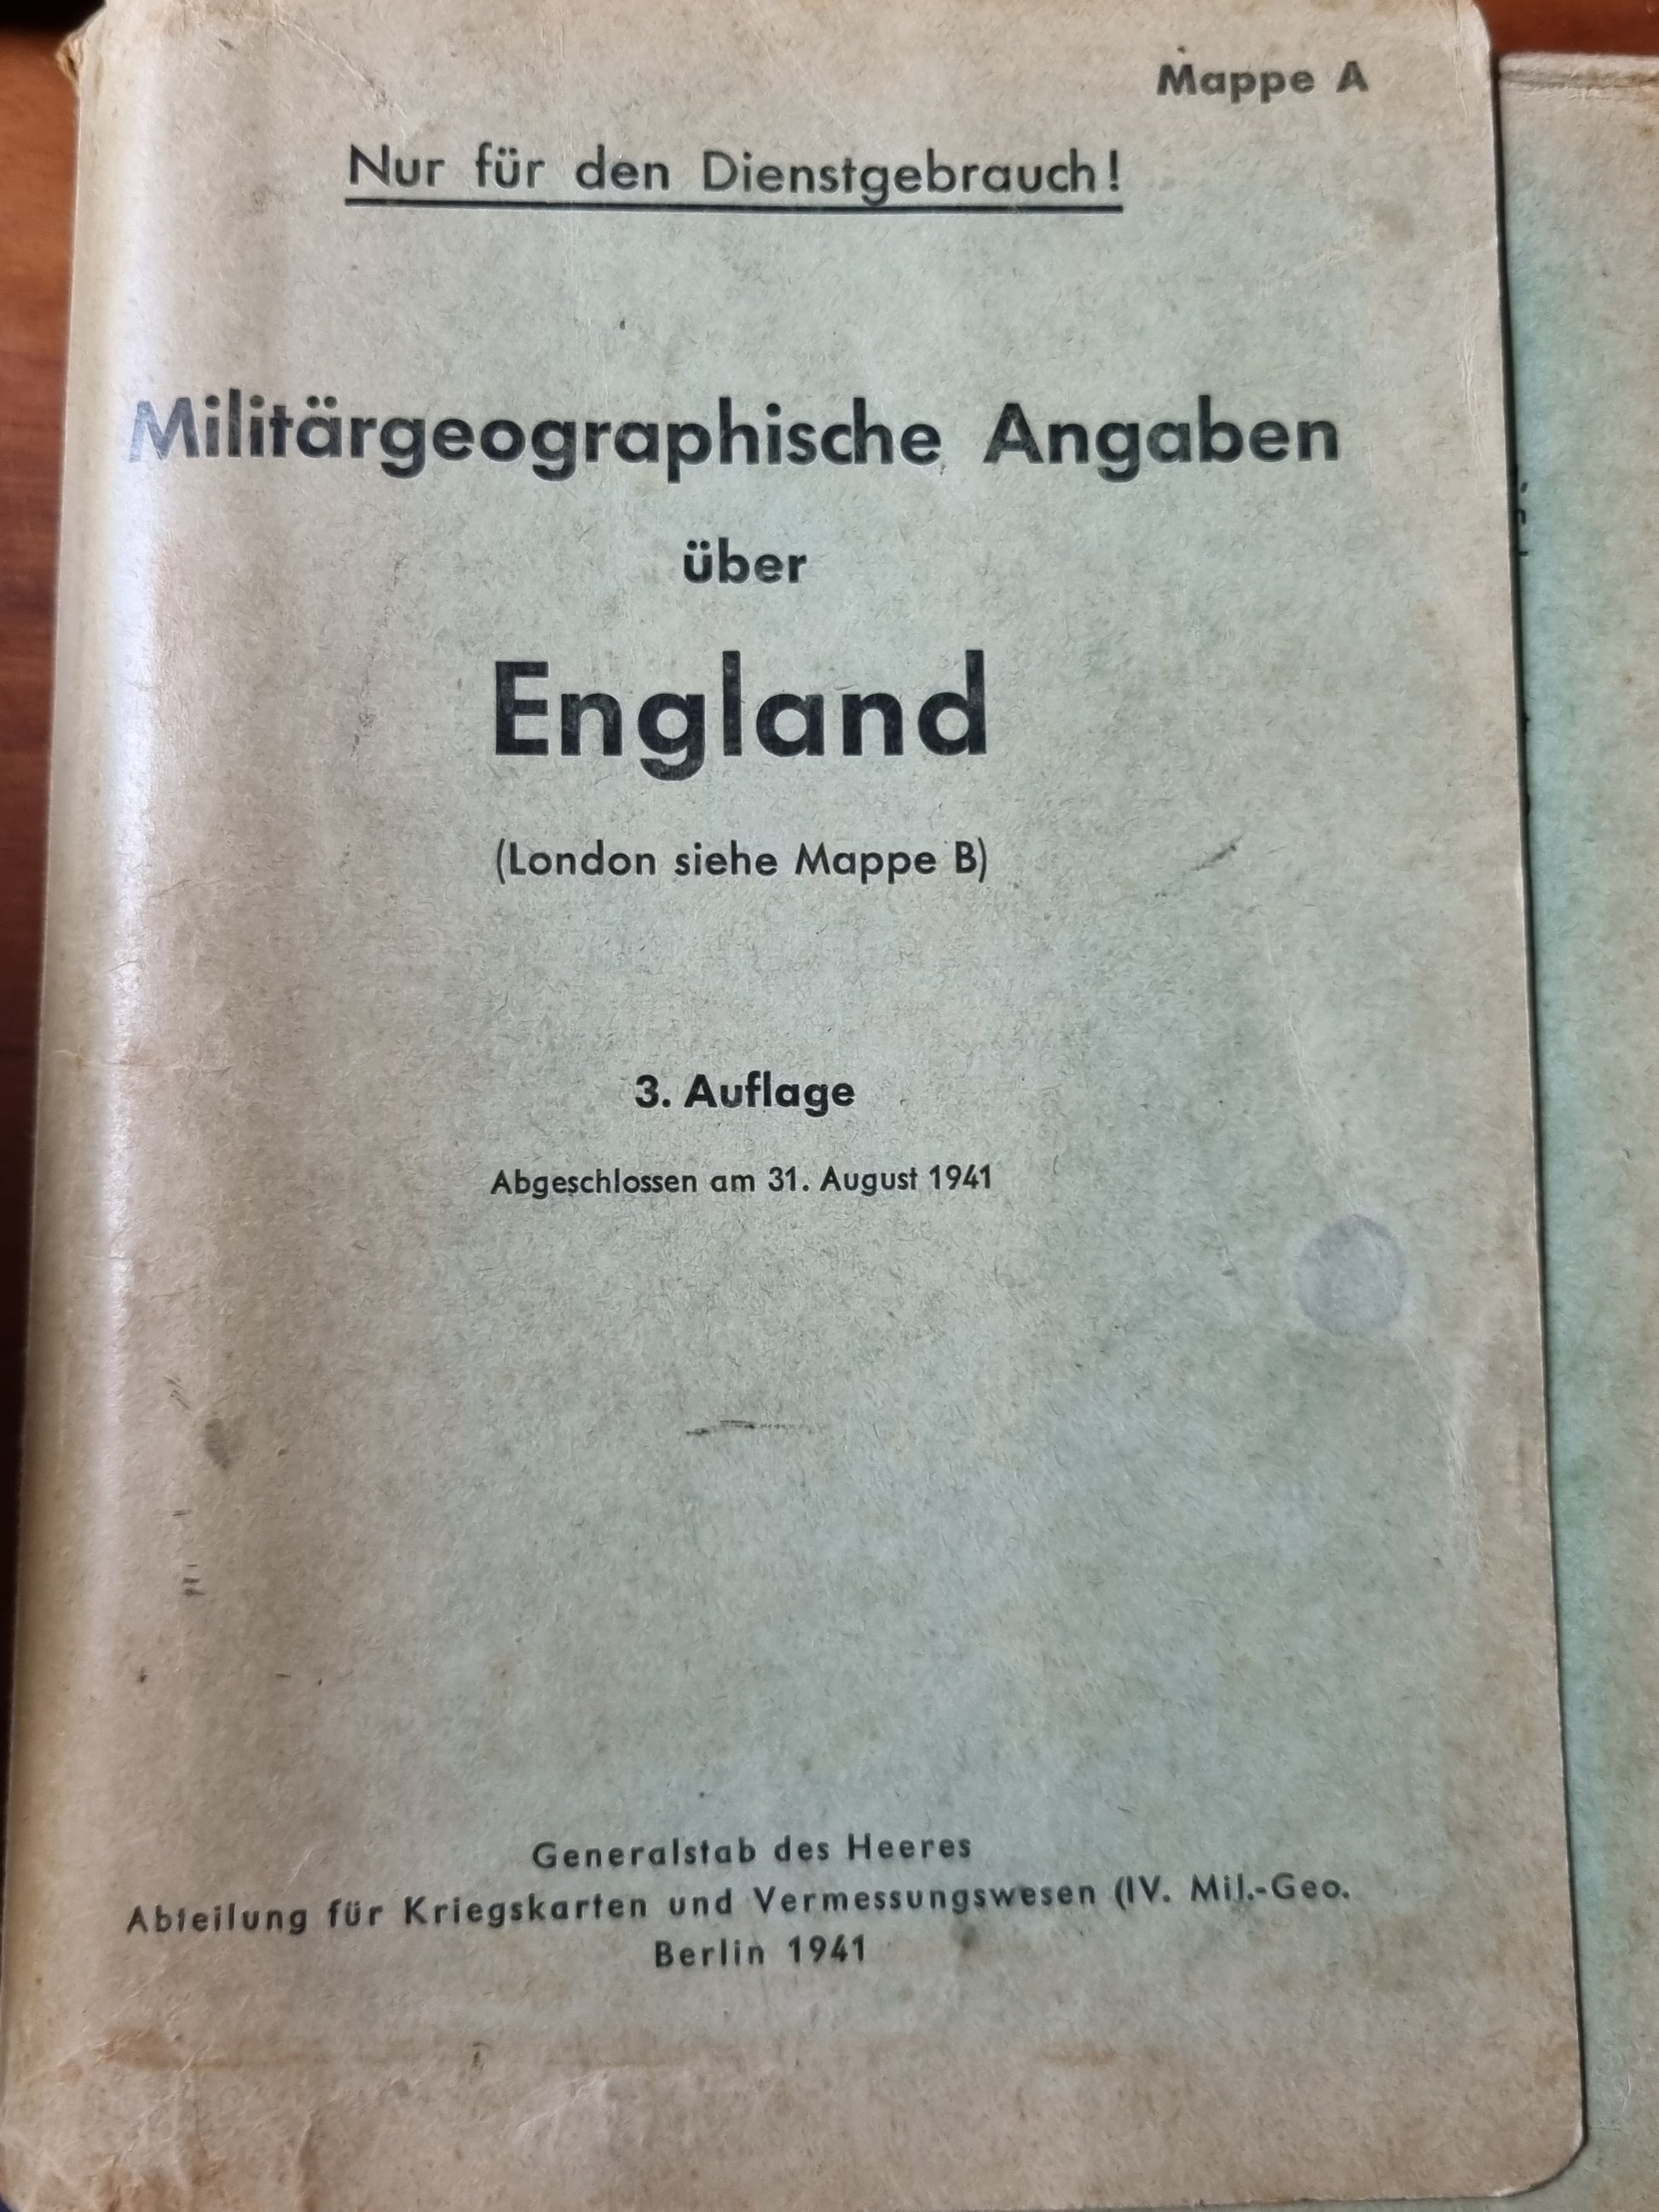 Mappe A
Nur für den Dienstgebrauch!
Militärgeographische Angaben
über
England
(London siehe Mappe B)
3. Auflage
Abgeschlossen am 31. August 1941
Generalstab des Heeres
Abteilung für Kriegskarten und Vermessungswesen (IV. Mil.-Geo.
Berlin 1941